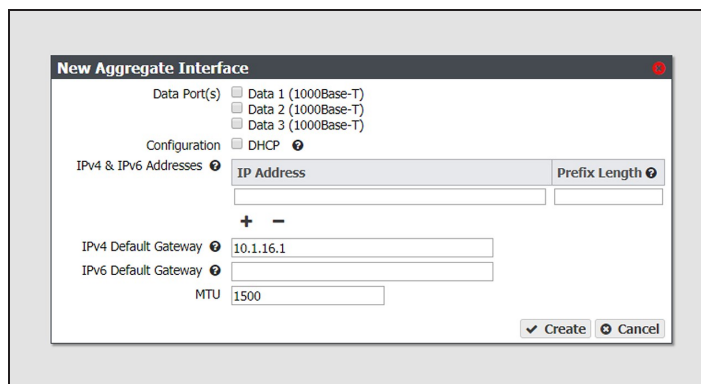 New Aggregate Interface
Data Port(s) Data 1 (1000Base-T)
Data 2 (1000Base-T)
Data 3 (1000Base-T)
Configuration DHCP ?
IPv4 & IPv6 Addresses ? IP Address Prefix Length ?
+ −
IPv4 Default Gateway ? 10.1.16.1
IPv6 Default Gateway ?
MTU 1500
Create Cancel